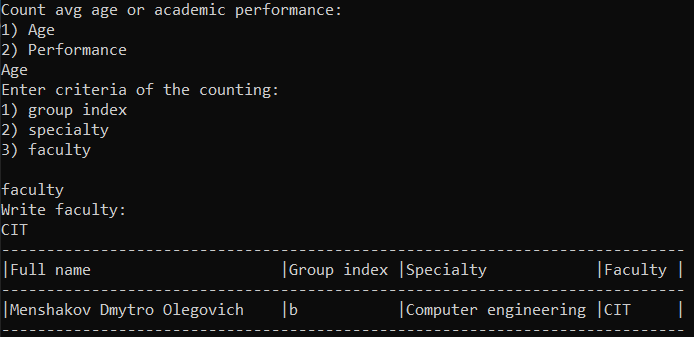 Count avg age or academic performance:
1) Age
2) Performance
Age
Enter criteria of the counting:
1) group index
2) specialty
3) faculty
faculty
Write faculty:
CIT
----------------------------------------------------------------------------
|Full name                     |Group index |Specialty            |Faculty |
----------------------------------------------------------------------------
|Menshakov Dmytro Olegovich    |b           |Computer engineering |CIT     |
----------------------------------------------------------------------------